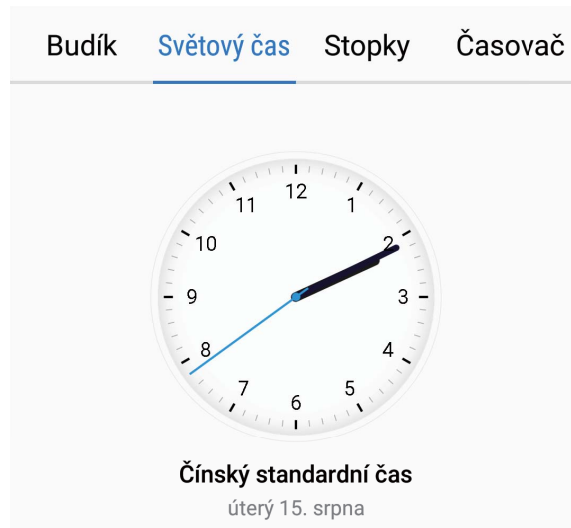 Budík Světový čas Stopky Časovač
12
11 1
10 2
9 3
8 4
7 5
6
Čínský standardní čas
úterý 15. srpna